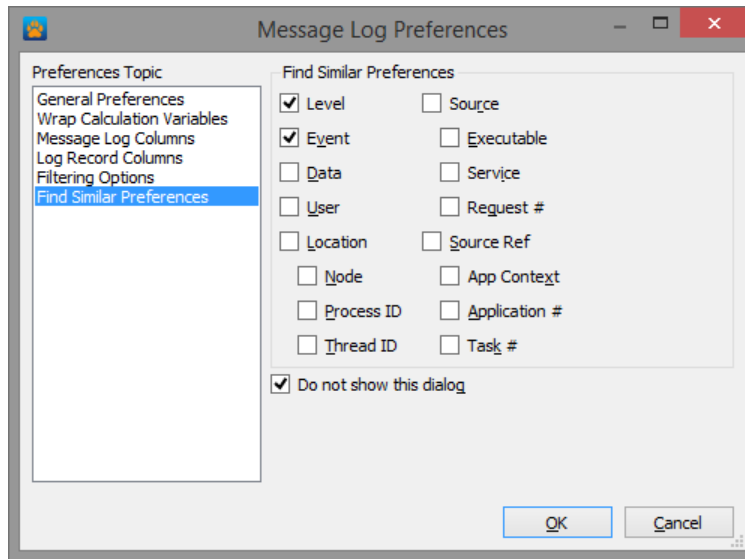 Message Log Preferences
Preferences Topic
General Preferences
Wrap Calculation Variables
Message Log Columns
Log Record Columns
Filtering Options
Find Similar Preferences
Find Similar Preferences
Level
Source
Event
Executable
Data
Service
User
Request #
Location
Source Ref
Node
App Context
Process ID
Application #
Thread ID
Task #
Do not show this dialog
OK
Cancel